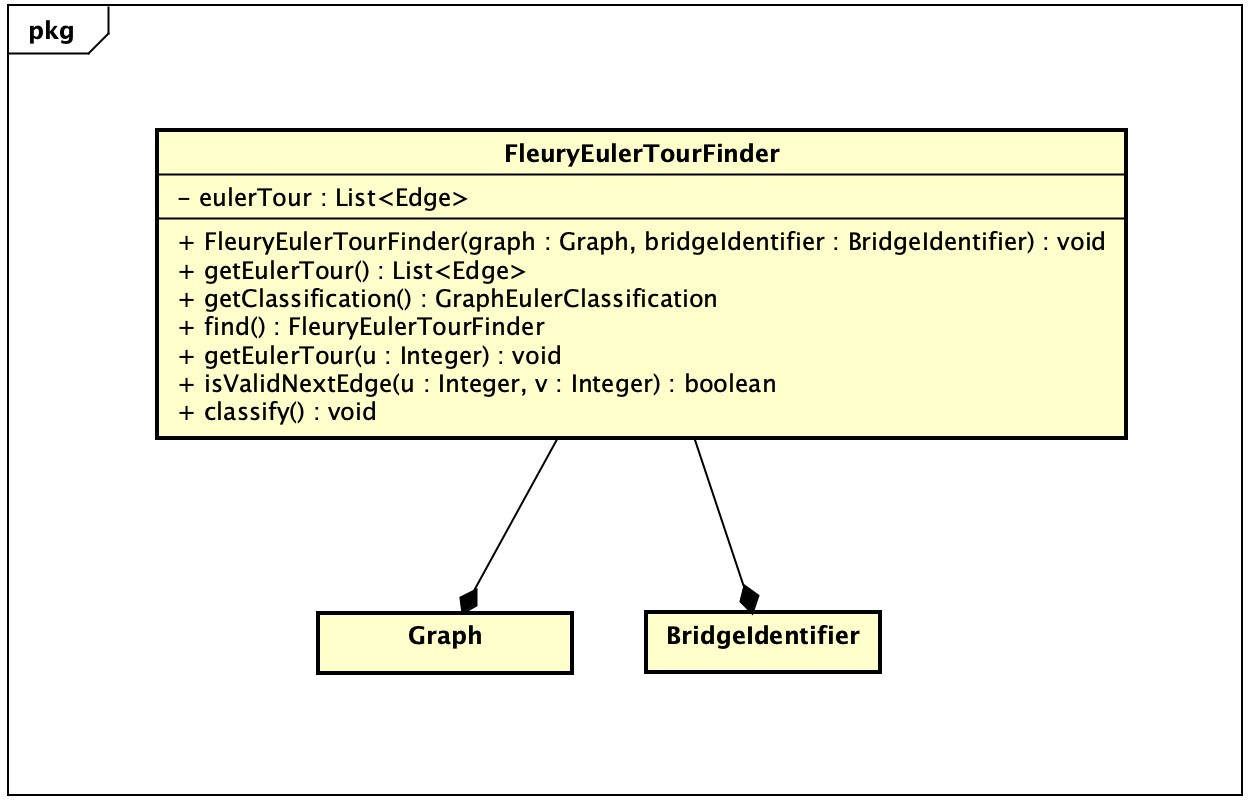 pkg
FleuryEulerTourFinder
- eulerTour : List<Edge>
+ FleuryEulerTourFinder(graph : Graph, bridgeIdentifier : BridgeIdentifier) : void
+ getEulerTour() : List<Edge>
+ getClassification() : GraphEulerClassification
+ find() : FleuryEulerTourFinder
+ getEulerTour(u : Integer) : void
+ isValidNextEdge(u : Integer, v : Integer) : boolean
+ classify() : void
Graph
BridgeIdentifier